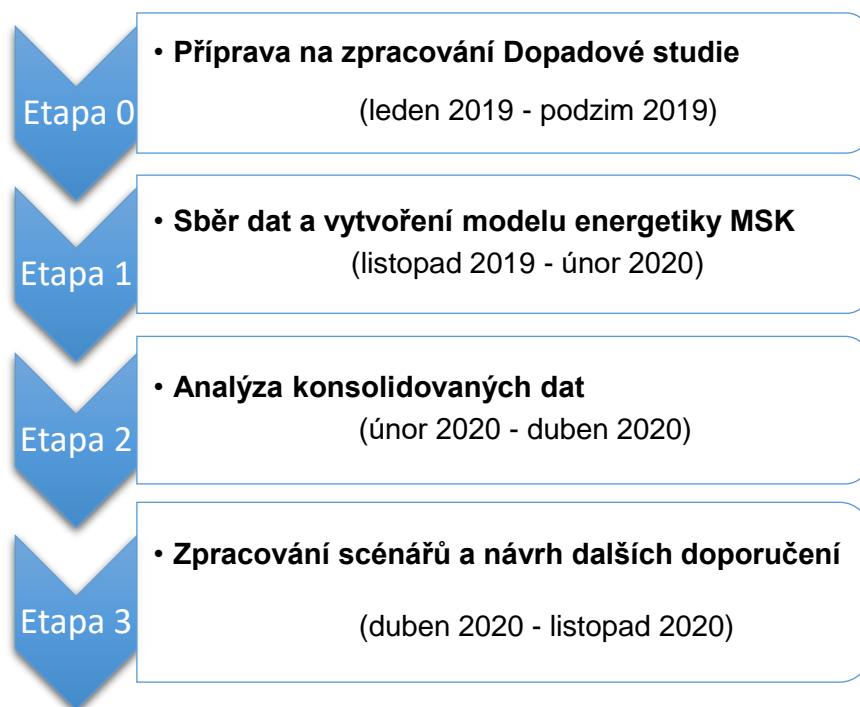 Etapa 0
• Příprava na zpracování Dopadové studie
(leden 2019 - podzim 2019)
Etapa 1
• Sběr dat a vytvoření modelu energetiky MSK
(listopad 2019 - únor 2020)
Etapa 2
• Analýza konsolidovaných dat
(únor 2020 - duben 2020)
Etapa 3
• Zpracování scénářů a návrh dalších doporučení
(duben 2020 - listopad 2020)